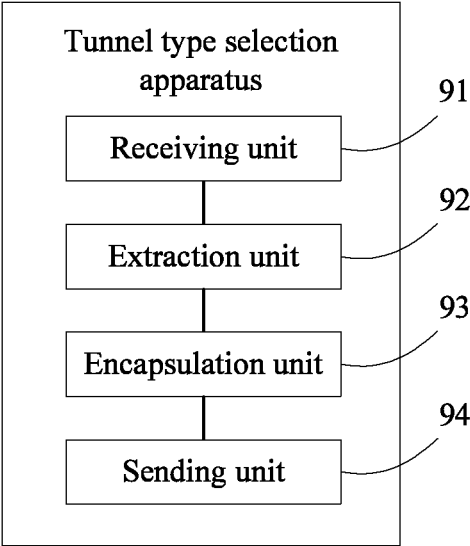 Tunnel type selection
apparatus
91
Receiving unit
92
Extraction unit
93
Encapsulation unit
94
Sending unit